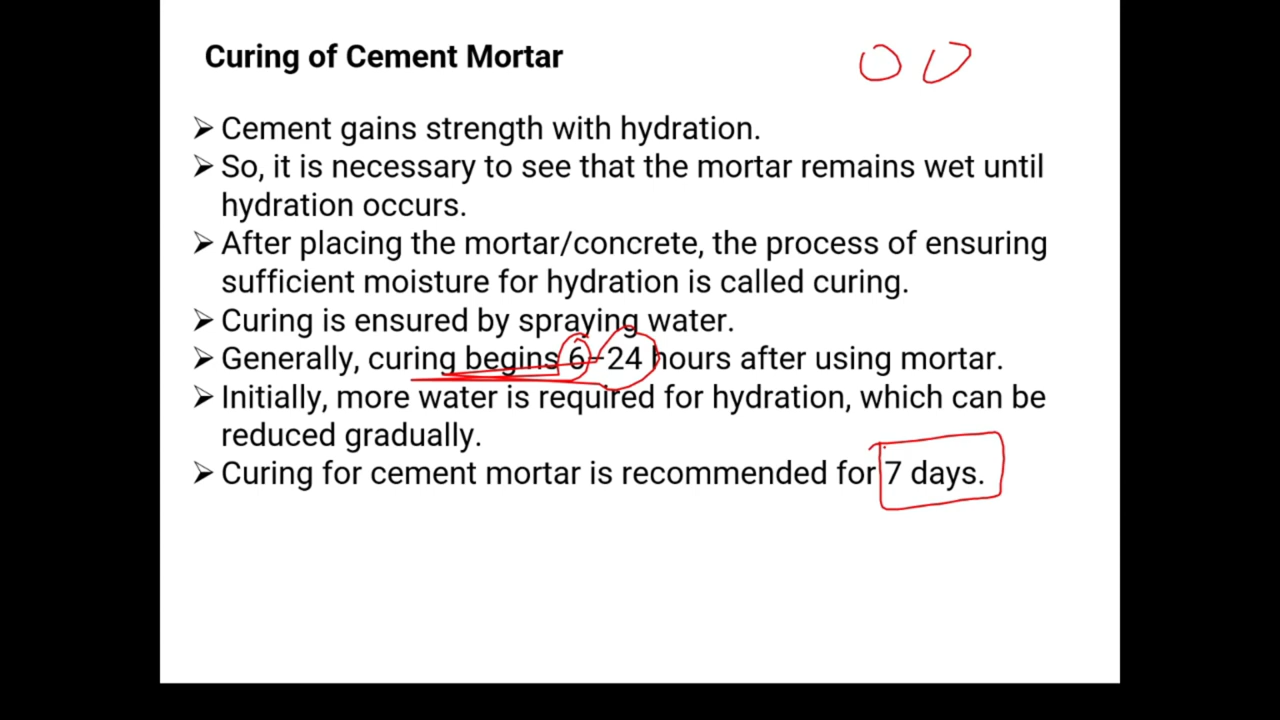 Curing of Cement Mortar
➢ Cement gains strength with hydration.
➢ So, it is necessary to see that the mortar remains wet until
hydration occurs.
➢ After placing the mortar/concrete, the process of ensuring
sufficient moisture for hydration is called curing.
➢ Curing is ensured by spraying water.
➢ Generally, curing begins 6–24 hours after using mortar.
➢ Initially, more water is required for hydration, which can be
reduced gradually.
➢ Curing for cement mortar is recommended for 7 days.